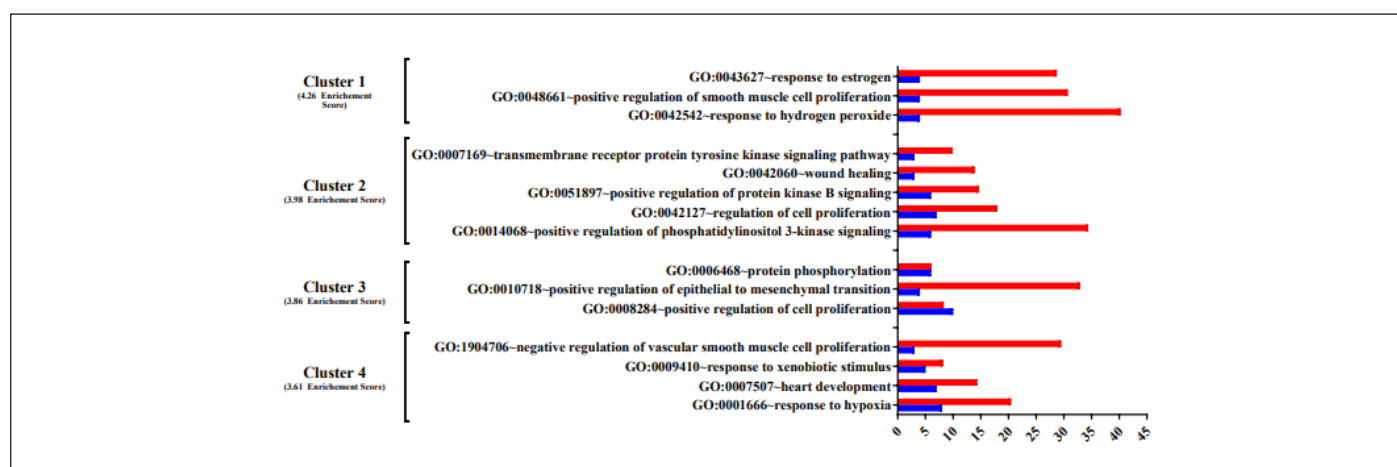 Cluster 1
(4.26 Enrichement
Score)
GO:0043627~response to estrogen
GO:0048661~positive regulation of smooth muscle cell proliferation
GO:0042542~response to hydrogen peroxide
Cluster 2
(3.98 Enrichement Score)
GO:0007169~transmembrane receptor protein tyrosine kinase signaling pathway
GO:0042060~wound healing
GO:0051897~positive regulation of protein kinase B signaling
GO:0042127~regulation of cell proliferation
GO:0014068~positive regulation of phosphatidylinositol 3-kinase signaling
Cluster 3
(3.86 Enrichement Score)
GO:0006468~protein phosphorylation
GO:0010718~positive regulation of epithelial to mesenchymal transition
GO:0008284~positive regulation of cell proliferation
Cluster 4
(3.61 Enrichement Score)
GO:1904706~negative regulation of vascular smooth muscle cell proliferation
GO:0009410~response to xenobiotic stimulus
GO:0007507~heart development
GO:0001666~response to hypoxia
0 5 10 15 20 25 30 35 40 45